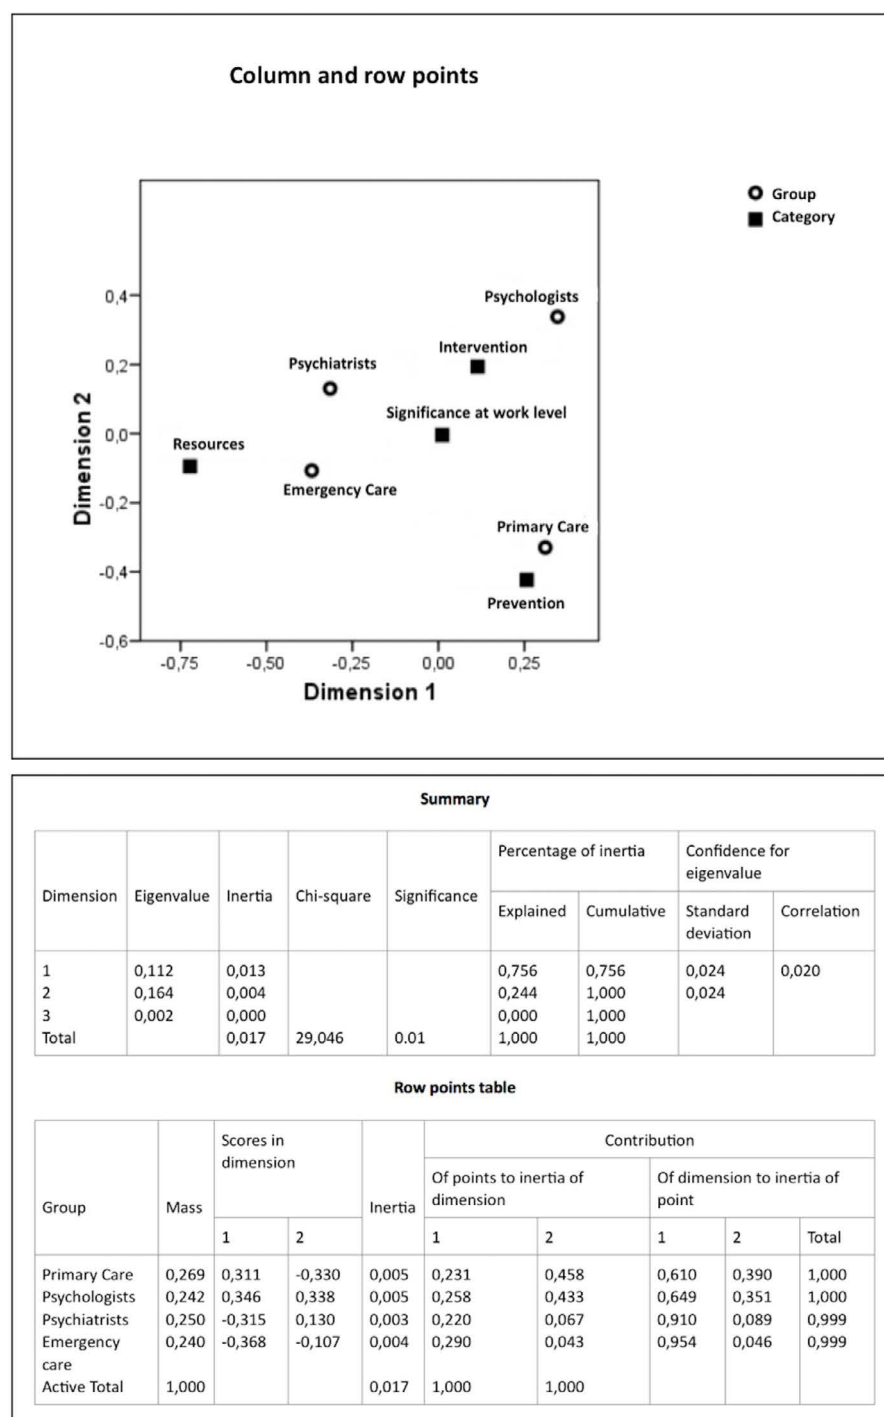 Column and row points
Group
Category
Psychologists
Intervention
Psychiatrists
Significance at work level
Resources
Emergency Care
Primary Care
Prevention
0,4
0,2
0,0
-0,2
-0,4
-0,6
Dimension 2
-0,75 -0,50 -0,25 0,00 0,25
Dimension 1
Summary
Dimension Eigenvalue Inertia Chi-square Significance Percentage of inertia Confidence for eigenvalue
Explained Cumulative Standard deviation Correlation
1 0,112 0,013 0,756 0,756 0,024 0,020
2 0,164 0,004 0,244 1,000 0,024
3 0,002 0,000 0,000 1,000
Total 0,017 29,046 0.01 1,000 1,000
Row points table
Group Mass Scores in dimension Inertia Contribution
Of points to inertia of dimension Of dimension to inertia of point
1 2 1 2 1 2 Total
Primary Care 0,269 0,311 -0,330 0,005 0,231 0,458 0,610 0,390 1,000
Psychologists 0,242 0,346 0,338 0,005 0,258 0,433 0,649 0,351 1,000
Psychiatrists 0,250 -0,315 0,130 0,003 0,220 0,067 0,910 0,089 0,999
Emergency care 0,240 -0,368 -0,107 0,004 0,290 0,043 0,954 0,046 0,999
Active Total 1,000 0,017 1,000 1,000